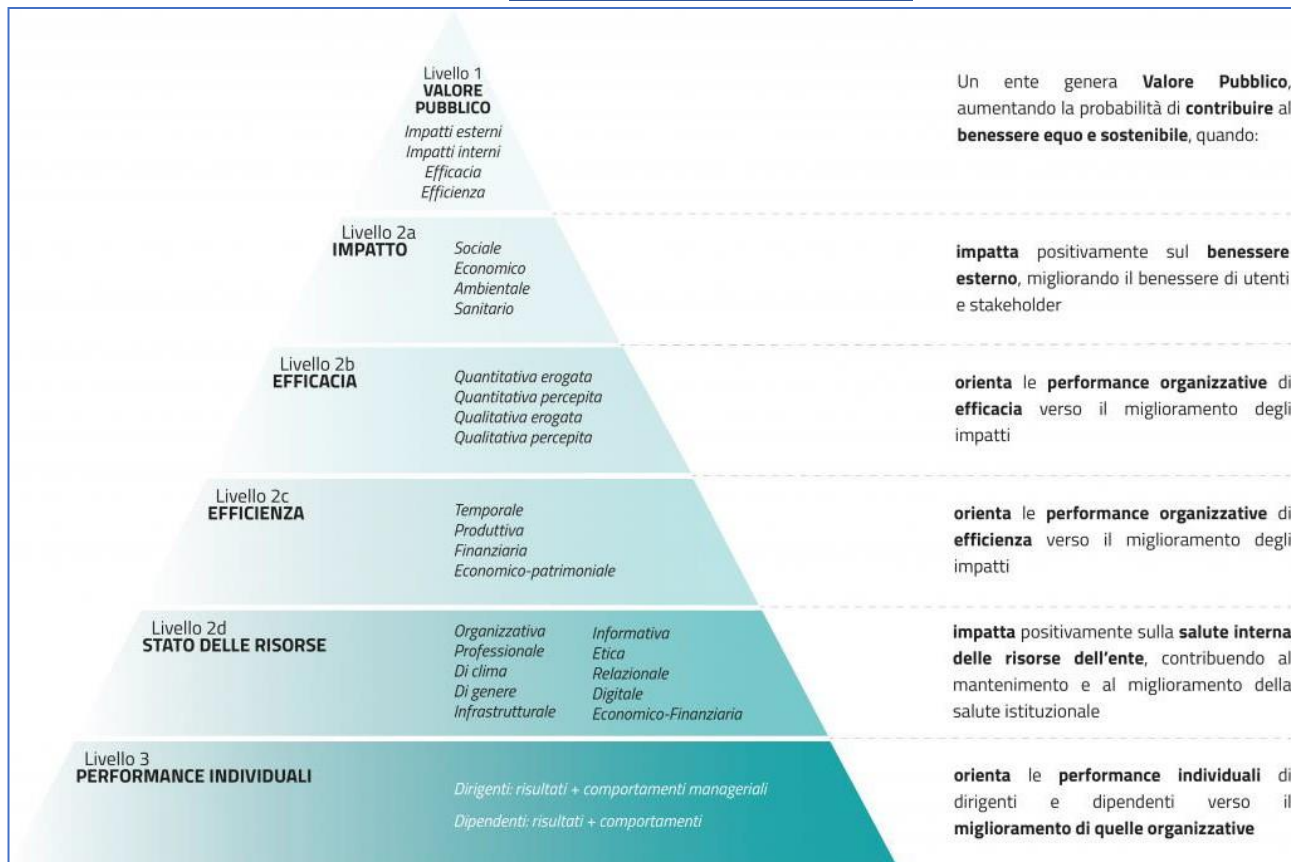 Livello 1
VALORE
PUBBLICO
Impatti esterni
Impatti interni
Efficacia
Efficienza
Un ente genera Valore Pubblico,
aumentando la probabilità di contribuire al
benessere equo e sostenibile, quando:
Livello 2a
IMPATTO
Sociale
Economico
Ambientale
Sanitario
impatta positivamente sul benessere
esterno, migliorando il benessere di utenti
e stakeholder
Livello 2b
EFFICACIA
Quantitativa erogata
Quantitativa percepita
Qualitativa erogata
Qualitativa percepita
orienta le performance organizzative di
efficacia verso il miglioramento degli
impatti
Livello 2c
EFFICIENZA
Temporale
Produttiva
Finanziaria
Economico-patrimoniale
orienta le performance organizzative di
efficienza verso il miglioramento degli
impatti
Livello 2d
STATO DELLE RISORSE
Organizzativa
Professionale
Di clima
Di genere
Infrastrutturale
Informativa
Etica
Relazionale
Digitale
Economico-Finanziaria
impatta positivamente sulla salute interna
delle risorse dell'ente, contribuendo al
mantenimento e al miglioramento della
salute istituzionale
Livello 3
PERFORMANCE INDIVIDUALI
Dirigenti: risultati + comportamenti manageriali
Dipendenti: risultati + comportamenti
orienta le performance individuali di
dirigenti e dipendenti verso il
miglioramento di quelle organizzative